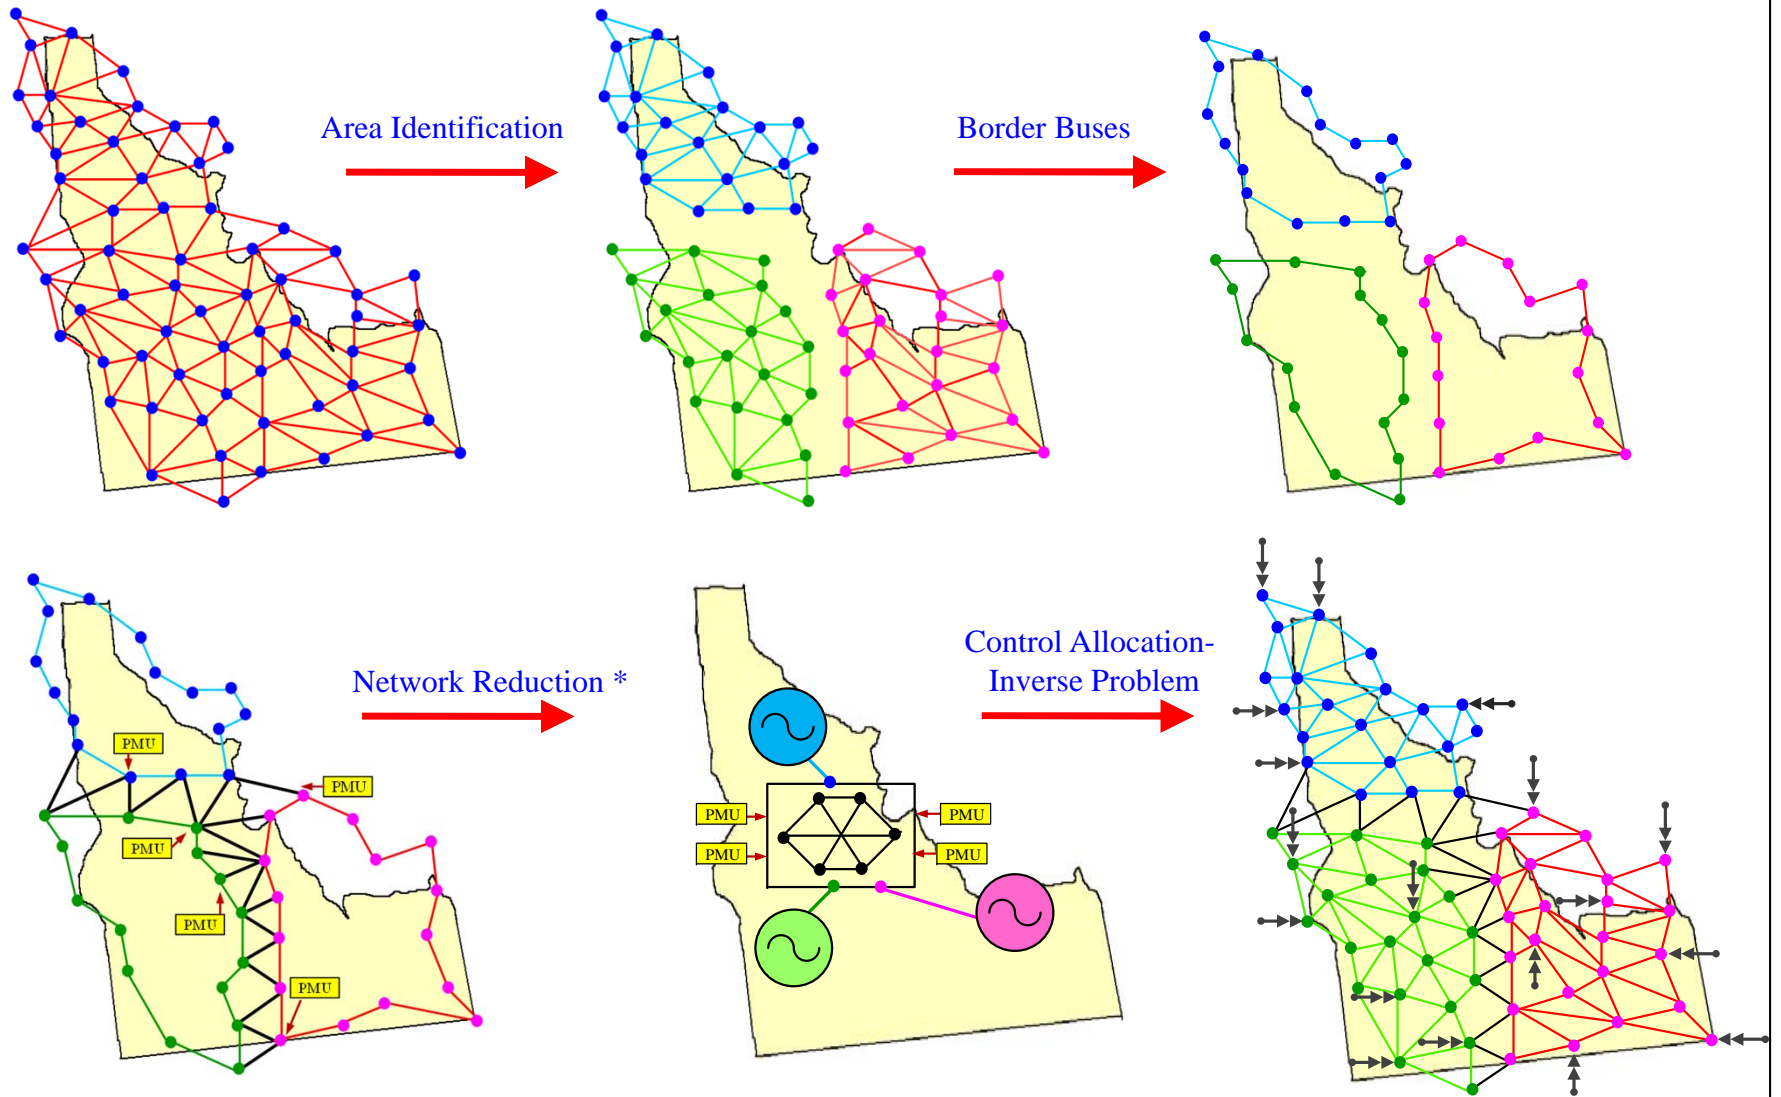 Area Identification
Border Buses
Network Reduction *
Control Allocation-
Inverse Problem
PMU
PMU
PMU
PMU
PMU
PMU
PMU
PMU
PMU